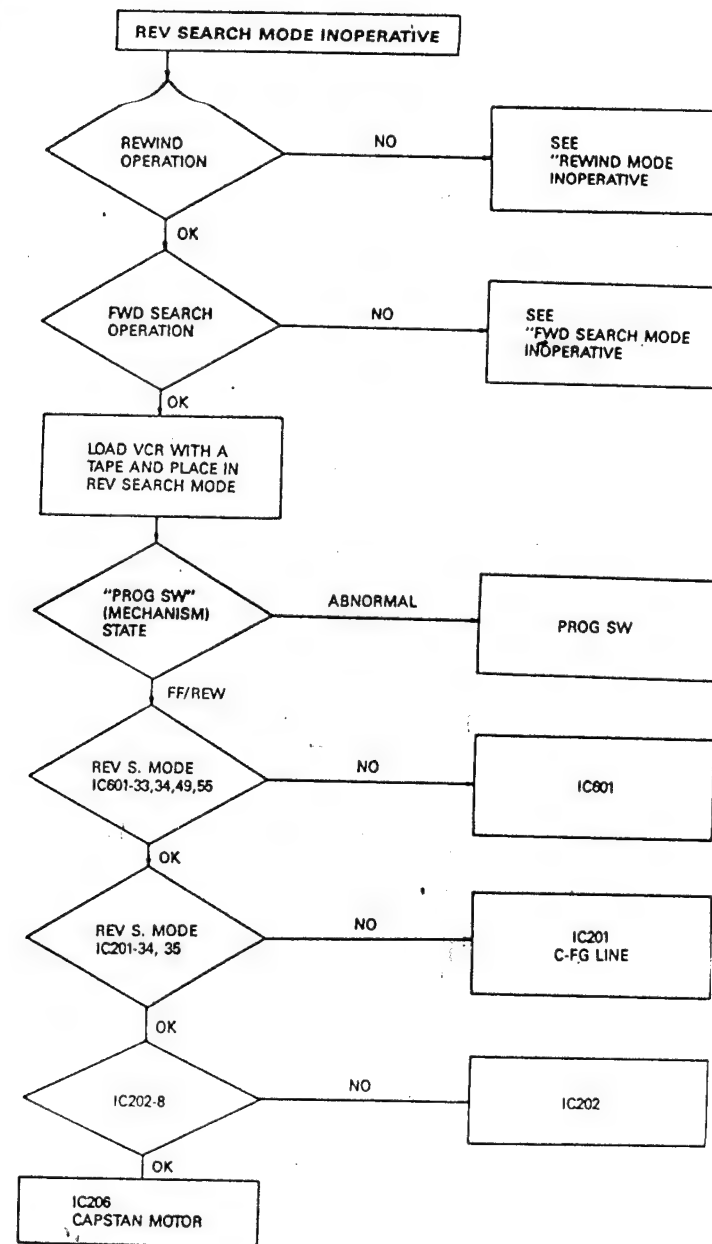 REV SEARCH MODE INOPERATIVE
REWIND
OPERATION
NO
SEE
"REWIND MODE
INOPERATIVE
OK
FWD SEARCH
OPERATION
NO
SEE
"FWD SEARCH MODE
INOPERATIVE
OK
LOAD VCR WITH A
TAPE AND PLACE IN
REV SEARCH MODE
"PROG SW"
(MECHANISM)
STATE
ABNORMAL
PROG SW
FF/REW
REV S. MODE
IC601-33,34,49,55
NO
IC601
OK
REV S. MODE
IC201-34, 35
NO
IC201
C-FG LINE
OK
IC202-8
NO
IC202
OK
IC206
CAPSTAN MOTOR